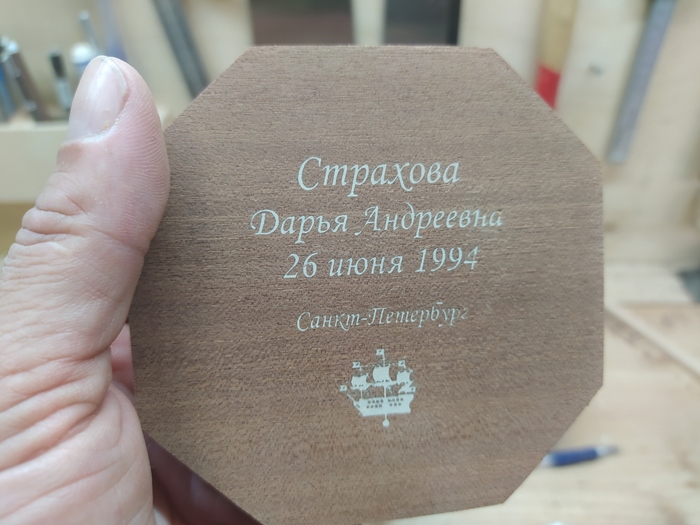 Страхова
Дарья Андреевна
26 июня 1994
Санкт-Петербург